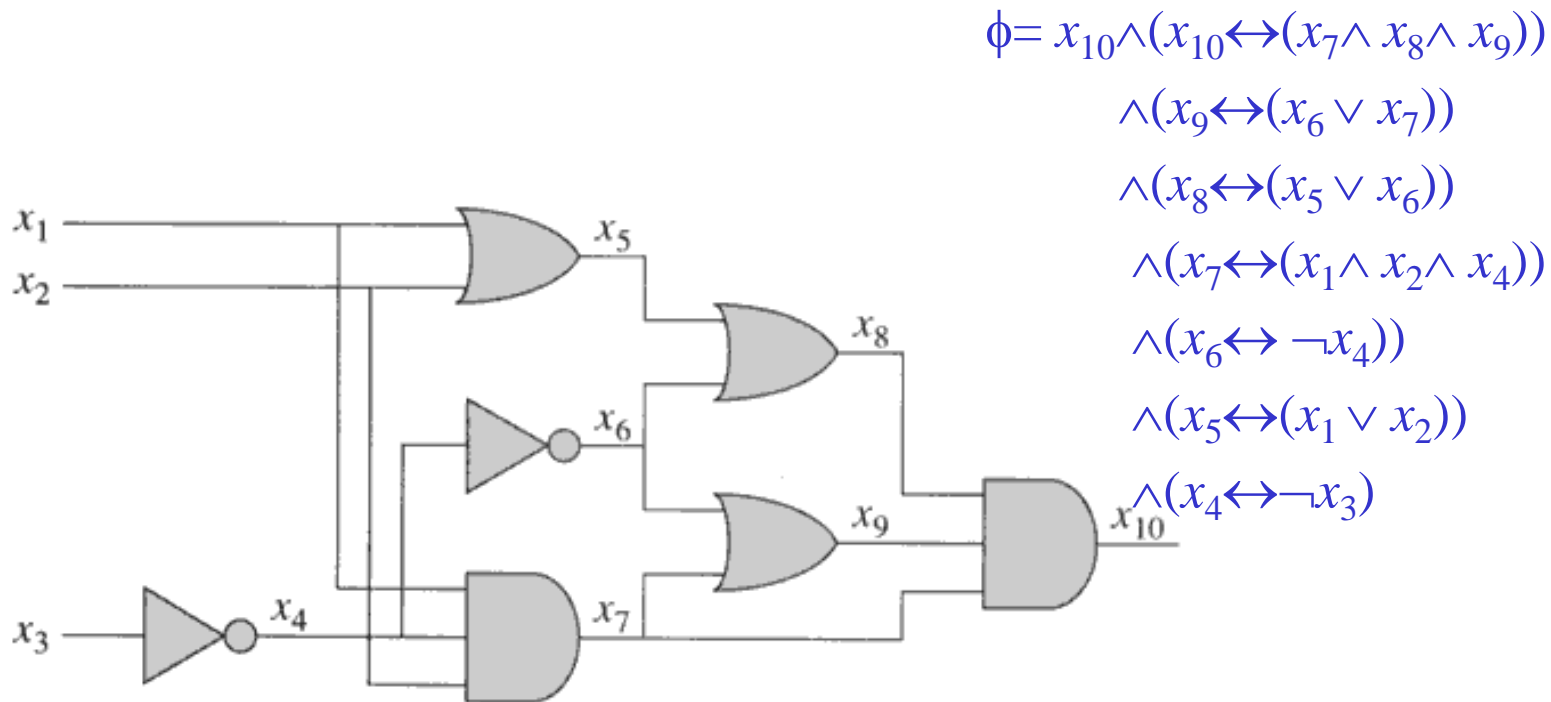 ϕ= x₁₀∧(x₁₀↔(x₇∧ x₈∧ x₉))
∧(x₉↔(x₆ ∨ x₇))
∧(x₈↔(x₅ ∨ x₆))
∧(x₇↔(x₁∧ x₂∧ x₄))
∧(x₆↔ ¬x₄))
∧(x₅↔(x₁ ∨ x₂))
∧(x₄↔¬x₃)
x₁
x₂
x₃
x₄
x₅
x₆
x₇
x₈
x₉
x₁₀